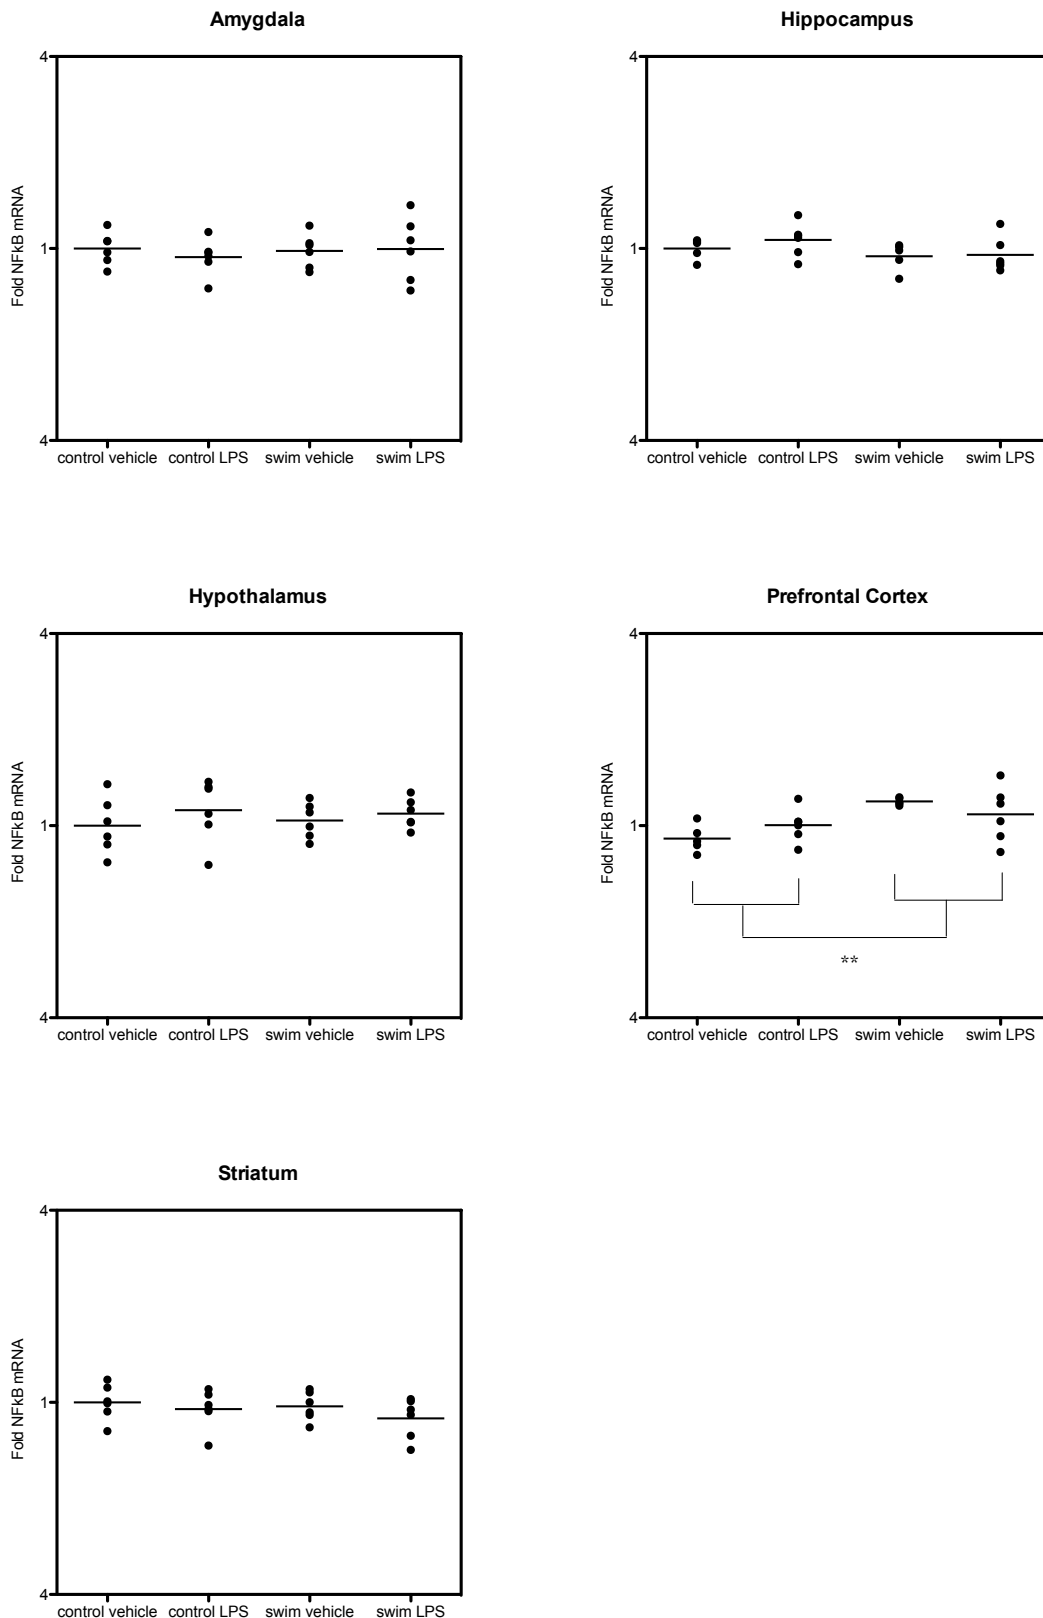 Amygdala
4
Fold NFkB mRNA
1
4
control vehicle control LPS swim vehicle swim LPS
Hippocampus
4
Fold NFkB mRNA
1
4
control vehicle control LPS swim vehicle swim LPS
Hypothalamus
4
Fold NFkB mRNA
1
4
control vehicle control LPS swim vehicle swim LPS
Prefrontal Cortex
4
Fold NFkB mRNA
1
**
4
control vehicle control LPS swim vehicle swim LPS
Striatum
4
Fold NFkB mRNA
1
4
control vehicle control LPS swim vehicle swim LPS